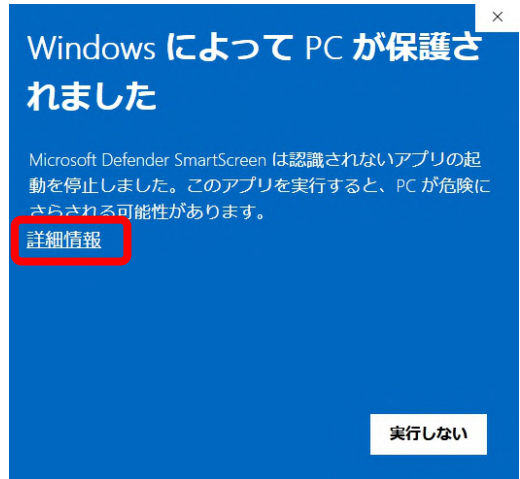 Windows によって PC が保護さ
れました
Microsoft Defender SmartScreen は認識されないアプリの起
動を停止しました。このアプリを実行すると、PC が危険に
さらされる可能性があります。
詳細情報
実行しない